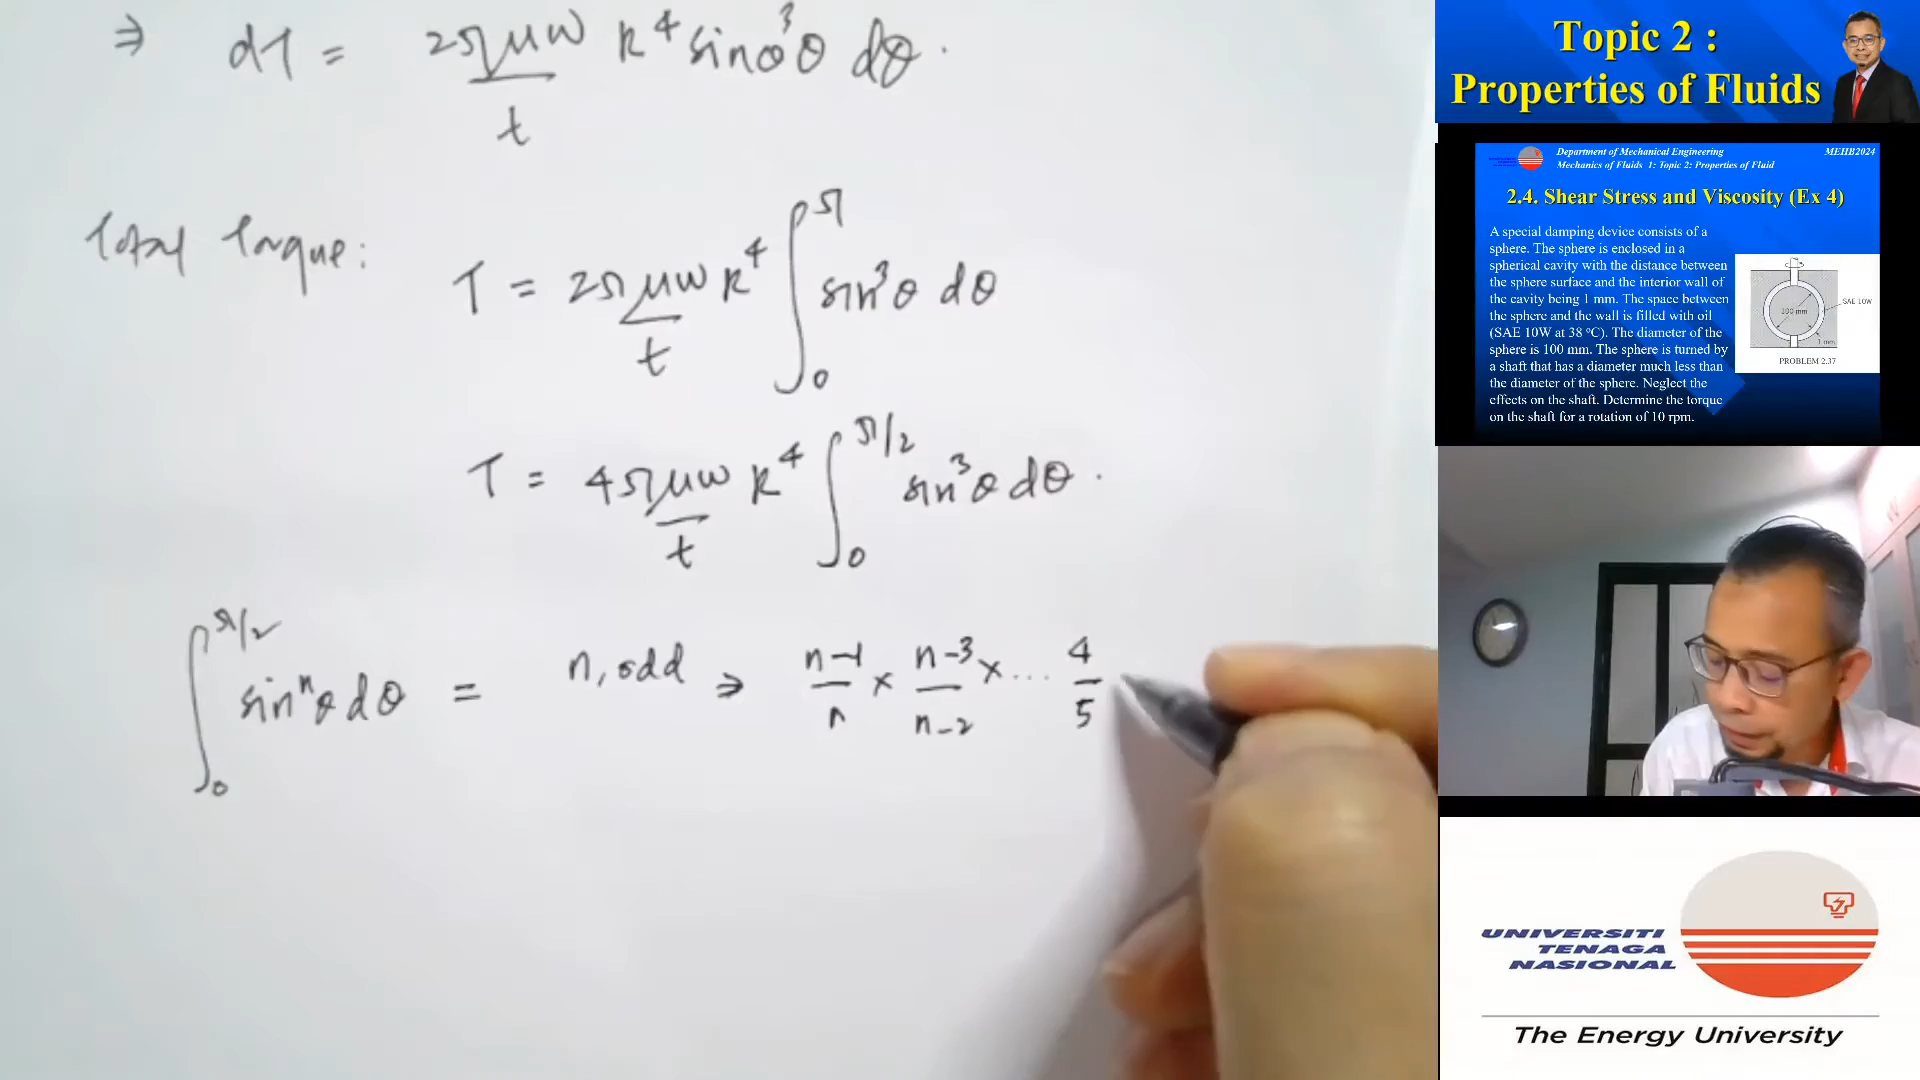 ⇒ dT = 2πμω/t R⁴ sin³θ dθ.
Total Torque:
T = 2πμω/t R⁴ ∫₀^π sin³θ dθ
T = 4πμω/t R⁴ ∫₀^π/2 sin³θ dθ.
∫₀^π/2 sinⁿθ dθ = n, odd ⇒ n-1/n × n-3/n-2 × ... 4/5
Topic 2 :
Properties of Fluids
Department of Mechanical Engineering MEHB2024
Mechanics of Fluids 1: Topic 2: Properties of Fluid
2.4. Shear Stress and Viscosity (Ex 4)
A special damping device consists of a
sphere. The sphere is enclosed in a
spherical cavity with the distance between
the sphere surface and the interior wall of
the cavity being 1 mm. The space between
the sphere and the wall is filled with oil
(SAE 10W at 38 °C). The diameter of the
sphere is 100 mm. The sphere is turned by
a shaft that has a diameter much less than
the diameter of the sphere. Neglect the
effects on the shaft. Determine the torque
on the shaft for a rotation of 10 rpm.
SAE 10W
100 mm
1 mm
PROBLEM 2.37
UNIVERSITI
TENAGA
NASIONAL
The Energy University